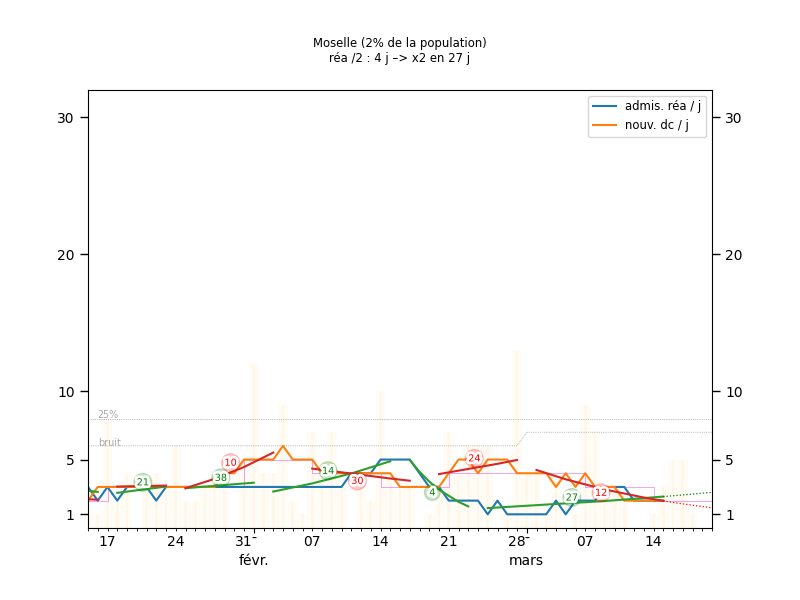 Moselle (2% de la population)
réa /2 : 4 j –> x2 en 27 j
admis. réa / j
nouv. dc / j
30 30
20 20
10 10
25%
bruit
5 5
1 1
10 24
21 38 14 30 4 27 12
17 24 31- 07 14 21 28- 07 14
févr. mars